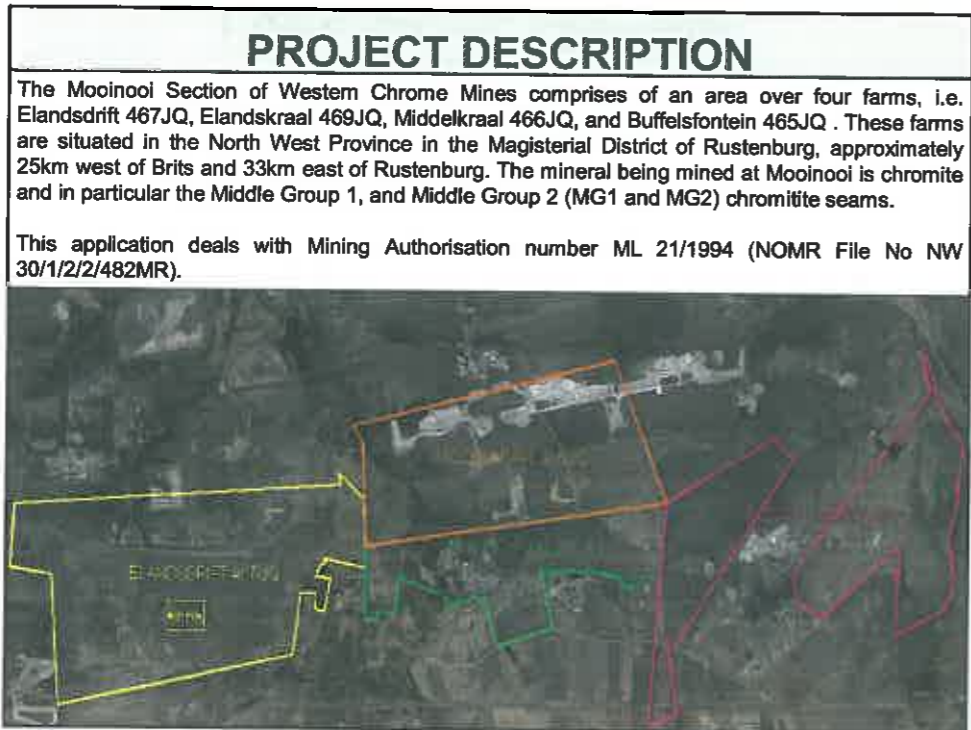 PROJECT DESCRIPTION
The Mooinooi Section of Western Chrome Mines comprises of an area over four farms, i.e.
Elandsdrift 467JQ, Elandskraal 469JQ, Middelkraal 466JQ, and Buffelsfontein 465JQ . These farms
are situated in the North West Province in the Magisterial District of Rustenburg, approximately
25km west of Brits and 33km east of Rustenburg. The mineral being mined at Mooinooi is chromite
and in particular the Middle Group 1, and Middle Group 2 (MG1 and MG2) chromitite seams.
This application deals with Mining Authorisation number ML 21/1994 (NOMR File No NW
30/1/2/2/482MR).
ELANDSDRIFT 467JQ